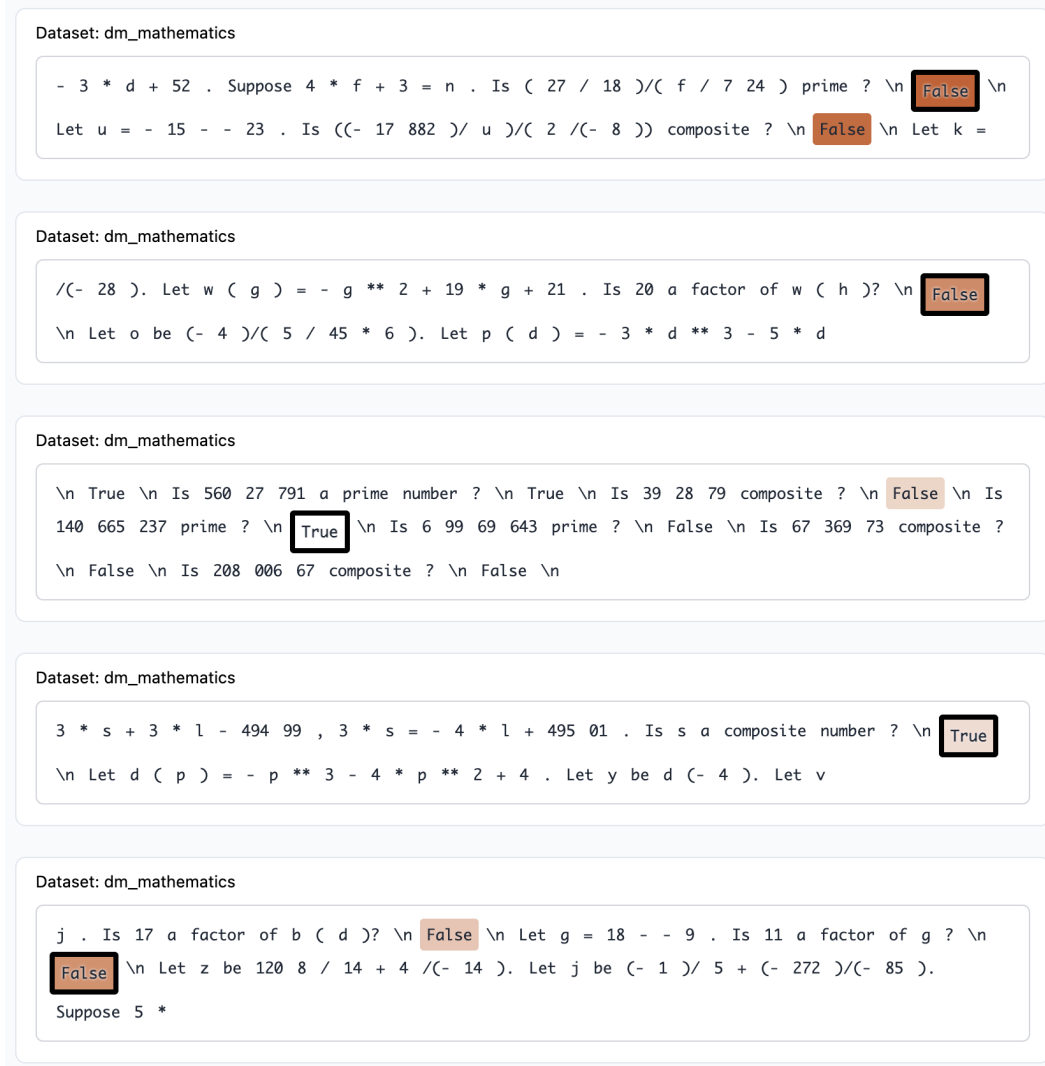 Dataset: dm_mathematics
- 3 * d + 52 . Suppose 4 * f + 3 = n . Is ( 27 / 18 )/( f / 7 24 ) prime ? \n False \n
Let u = - 15 - - 23 . Is ((- 17 882 )/ u )/( 2 /(- 8 )) composite ? \n False \n Let k =
Dataset: dm_mathematics
/(- 28 ). Let w ( g ) = - g ** 2 + 19 * g + 21 . Is 20 a factor of w ( h )? \n False
\n Let o be (- 4 )/( 5 / 45 * 6 ). Let p ( d ) = - 3 * d ** 3 - 5 * d
Dataset: dm_mathematics
\n True \n Is 560 27 791 a prime number ? \n True \n Is 39 28 79 composite ? \n False \n Is
140 665 237 prime ? \n True \n Is 6 99 69 643 prime ? \n False \n Is 67 369 73 composite ?
\n False \n Is 208 006 67 composite ? \n False \n
Dataset: dm_mathematics
3 * s + 3 * l - 494 99 , 3 * s = - 4 * l + 495 01 . Is s a composite number ? \n True
\n Let d ( p ) = - p ** 3 - 4 * p ** 2 + 4 . Let y be d (- 4 ). Let v
Dataset: dm_mathematics
j . Is 17 a factor of b ( d )? \n False \n Let g = 18 - - 9 . Is 11 a factor of g ? \n
False \n Let z be 120 8 / 14 + 4 /(- 14 ). Let j be (- 1 )/ 5 + (- 272 )/(- 85 ).
Suppose 5 *